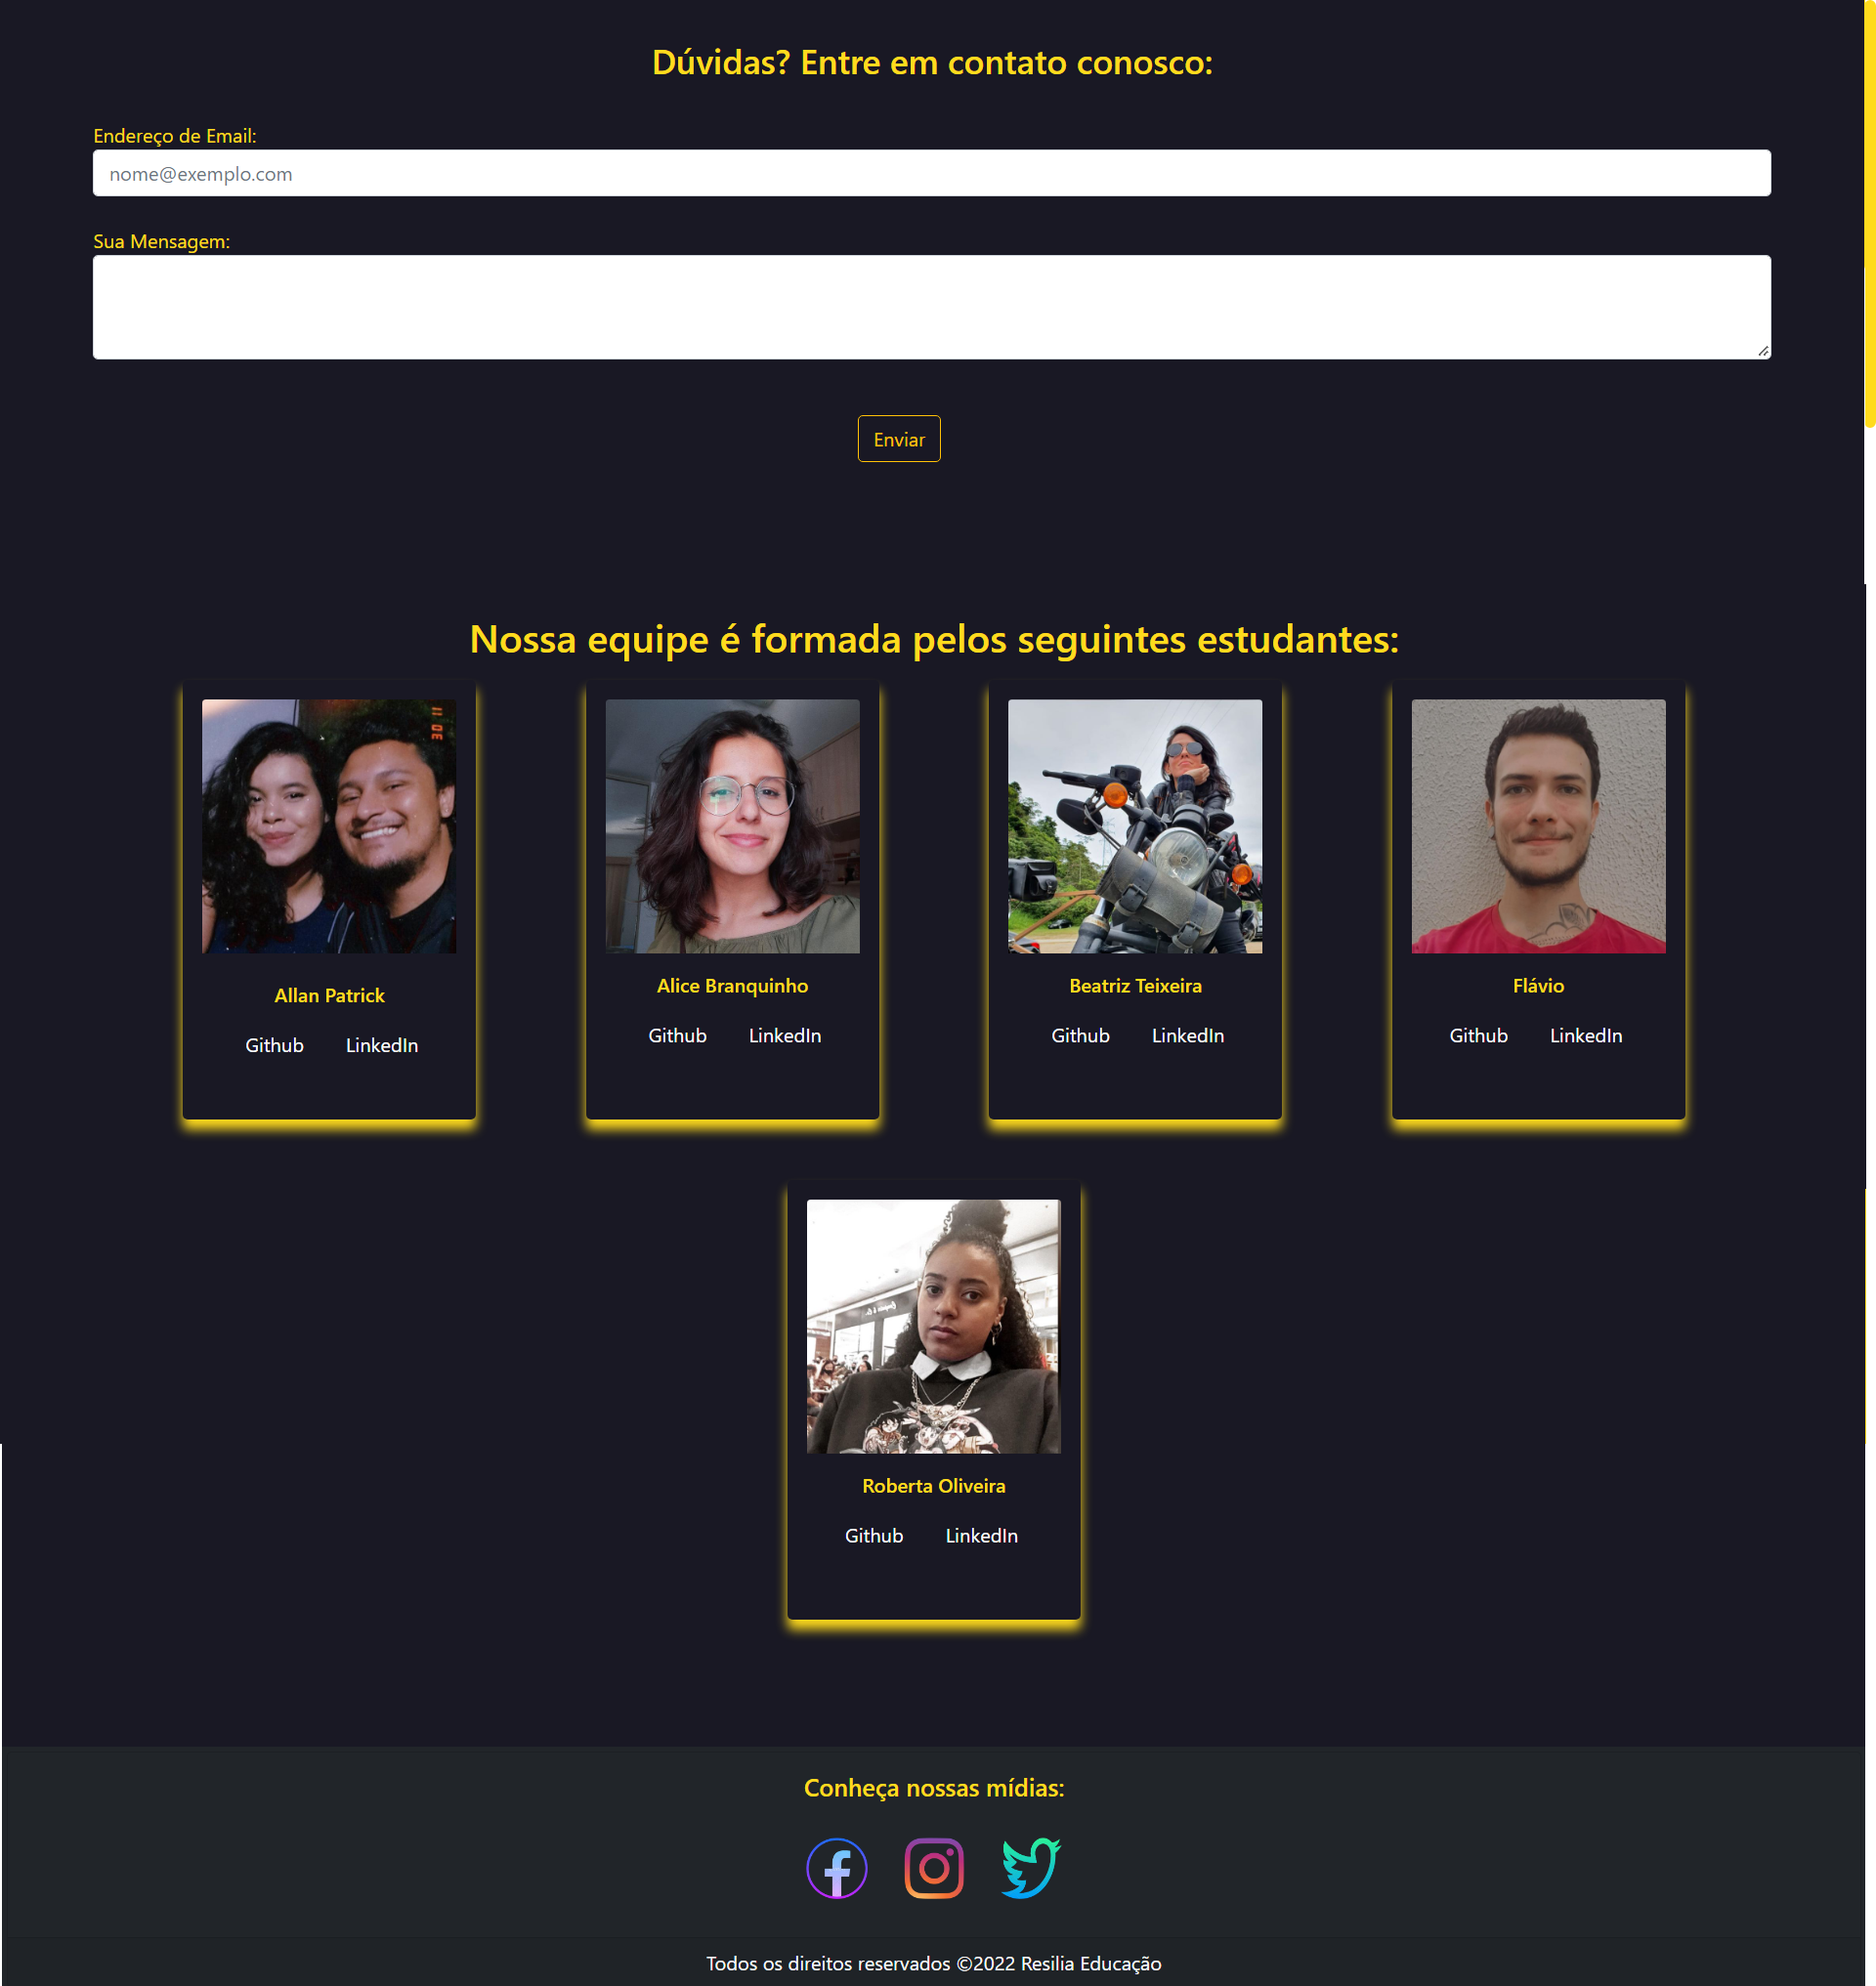 Dúvidas? Entre em contato conosco:
Endereço de Email:
nome@exemplo.com
Sua Mensagem:
Enviar
Nossa equipe é formada pelos seguintes estudantes:
Allan Patrick
Github LinkedIn
Alice Branquinho
Github LinkedIn
Beatriz Teixeira
Github LinkedIn
Flávio
Github LinkedIn
Roberta Oliveira
Github LinkedIn
Conheça nossas mídias:
Todos os direitos reservados ©2022 Resilia Educação